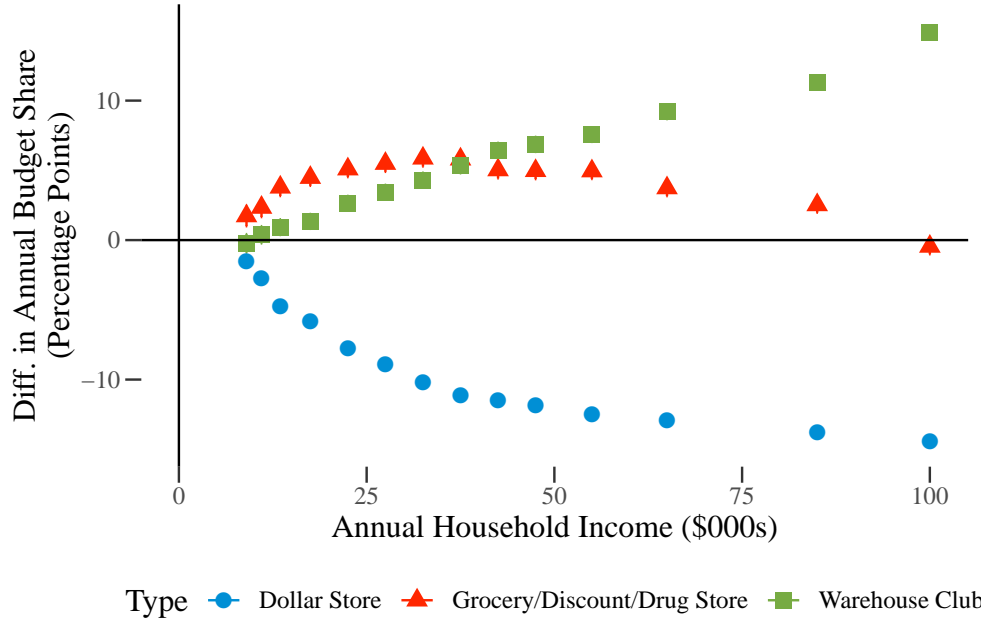 Diff. in Annual Budget Share
(Percentage Points)
10
0
−10
0
25
50
75
100
Annual Household Income ($000s)
Type
Dollar Store
Grocery/Discount/Drug Store
Warehouse Club